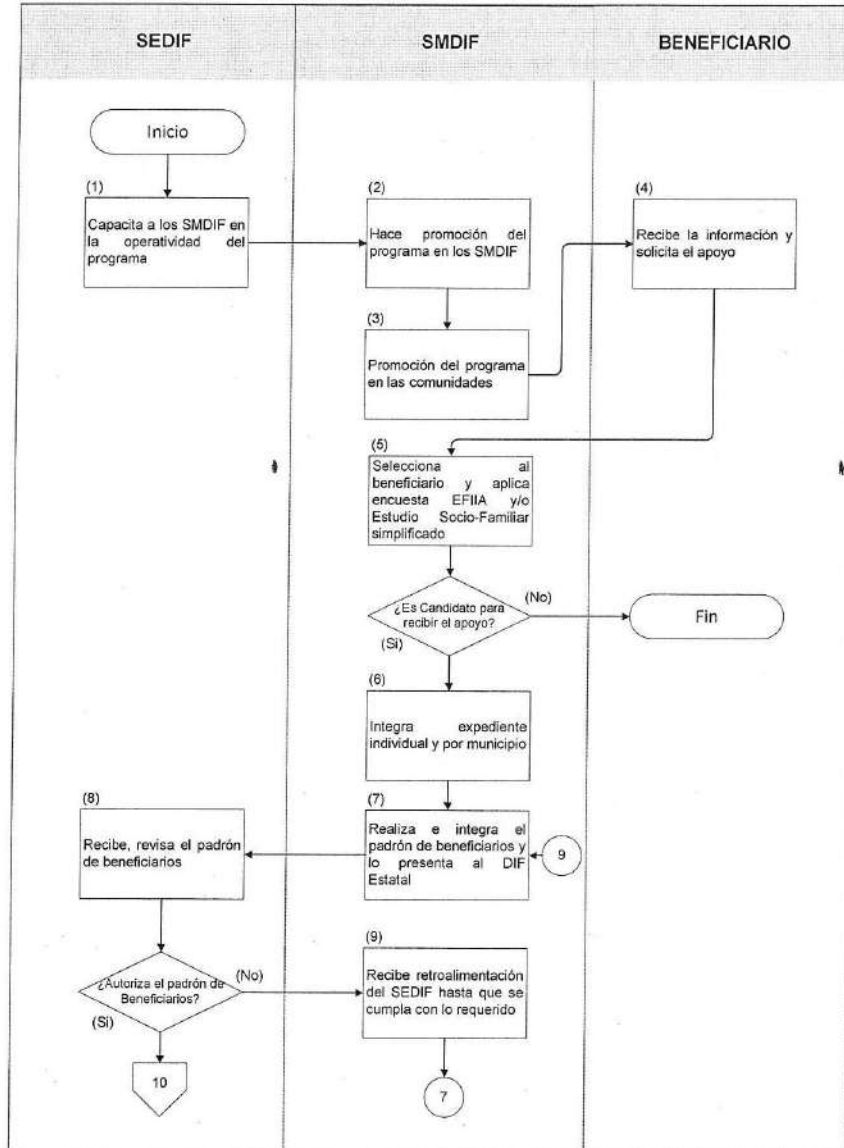 SEDIF
SMDIF
BENEFICIARIO
Inicio
(1)
Capacita a los SMDIF en
la operatividad del
programa
(2)
Hace promoción del
programa en los SMDIF
(3)
Promoción del programa
en las comunidades
(4)
Recibe la información y
solicita el apoyo
(5)
Selecciona al
beneficiario y aplica
encuesta EFIIA y/o
Estudio Socio-Familiar
simplificado
¿Es Candidato para
recibir el apoyo?
(No)
(Si)
Fin
(6)
Integra expediente
individual y por municipio
(7)
Realiza e integra el
padrón de beneficiarios y
lo presenta al DIF
Estatal
9
(8)
Recibe, revisa el padrón
de beneficiarios
¿Autoriza el padrón de
Beneficiarios?
(No)
(Si)
10
(9)
Recibe retroalimentación
del SEDIF hasta que se
cumpla con lo requerido
7